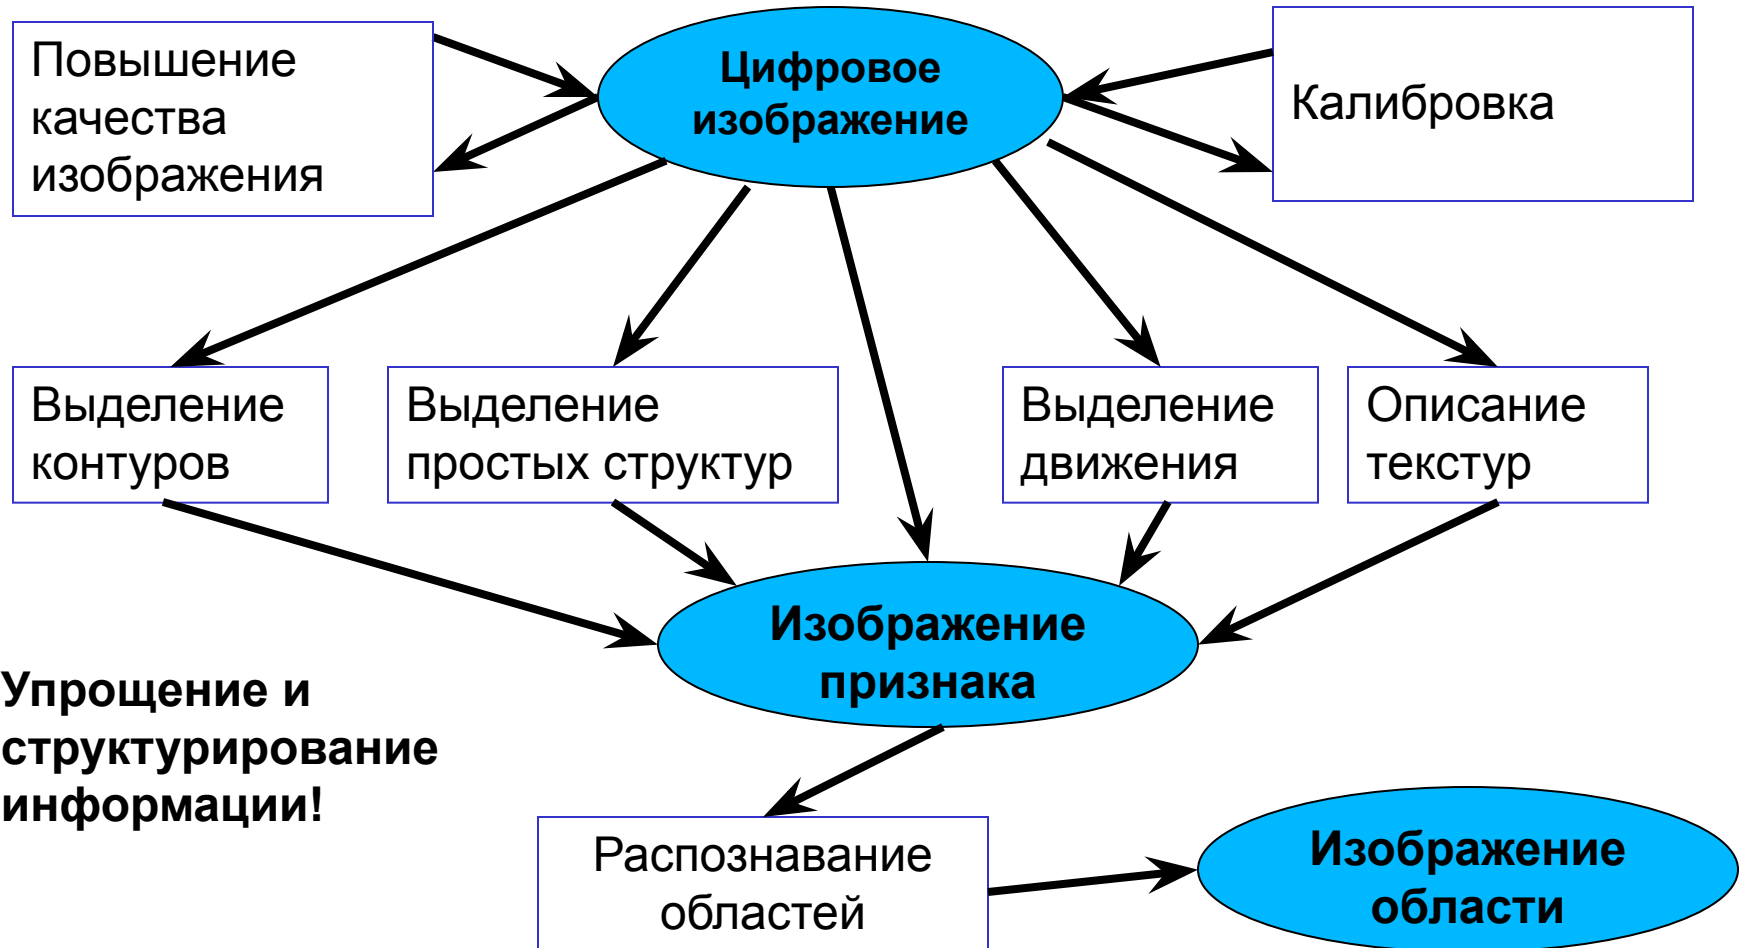 Повышение
качества
изображения
Цифровое
изображение
Калибровка
Выделение
контуров
Выделение
простых структур
Выделение
движения
Описание
текстур
Изображение
признака
Упрощение и
структурирование
информации!
Распознавание
областей
Изображение
области